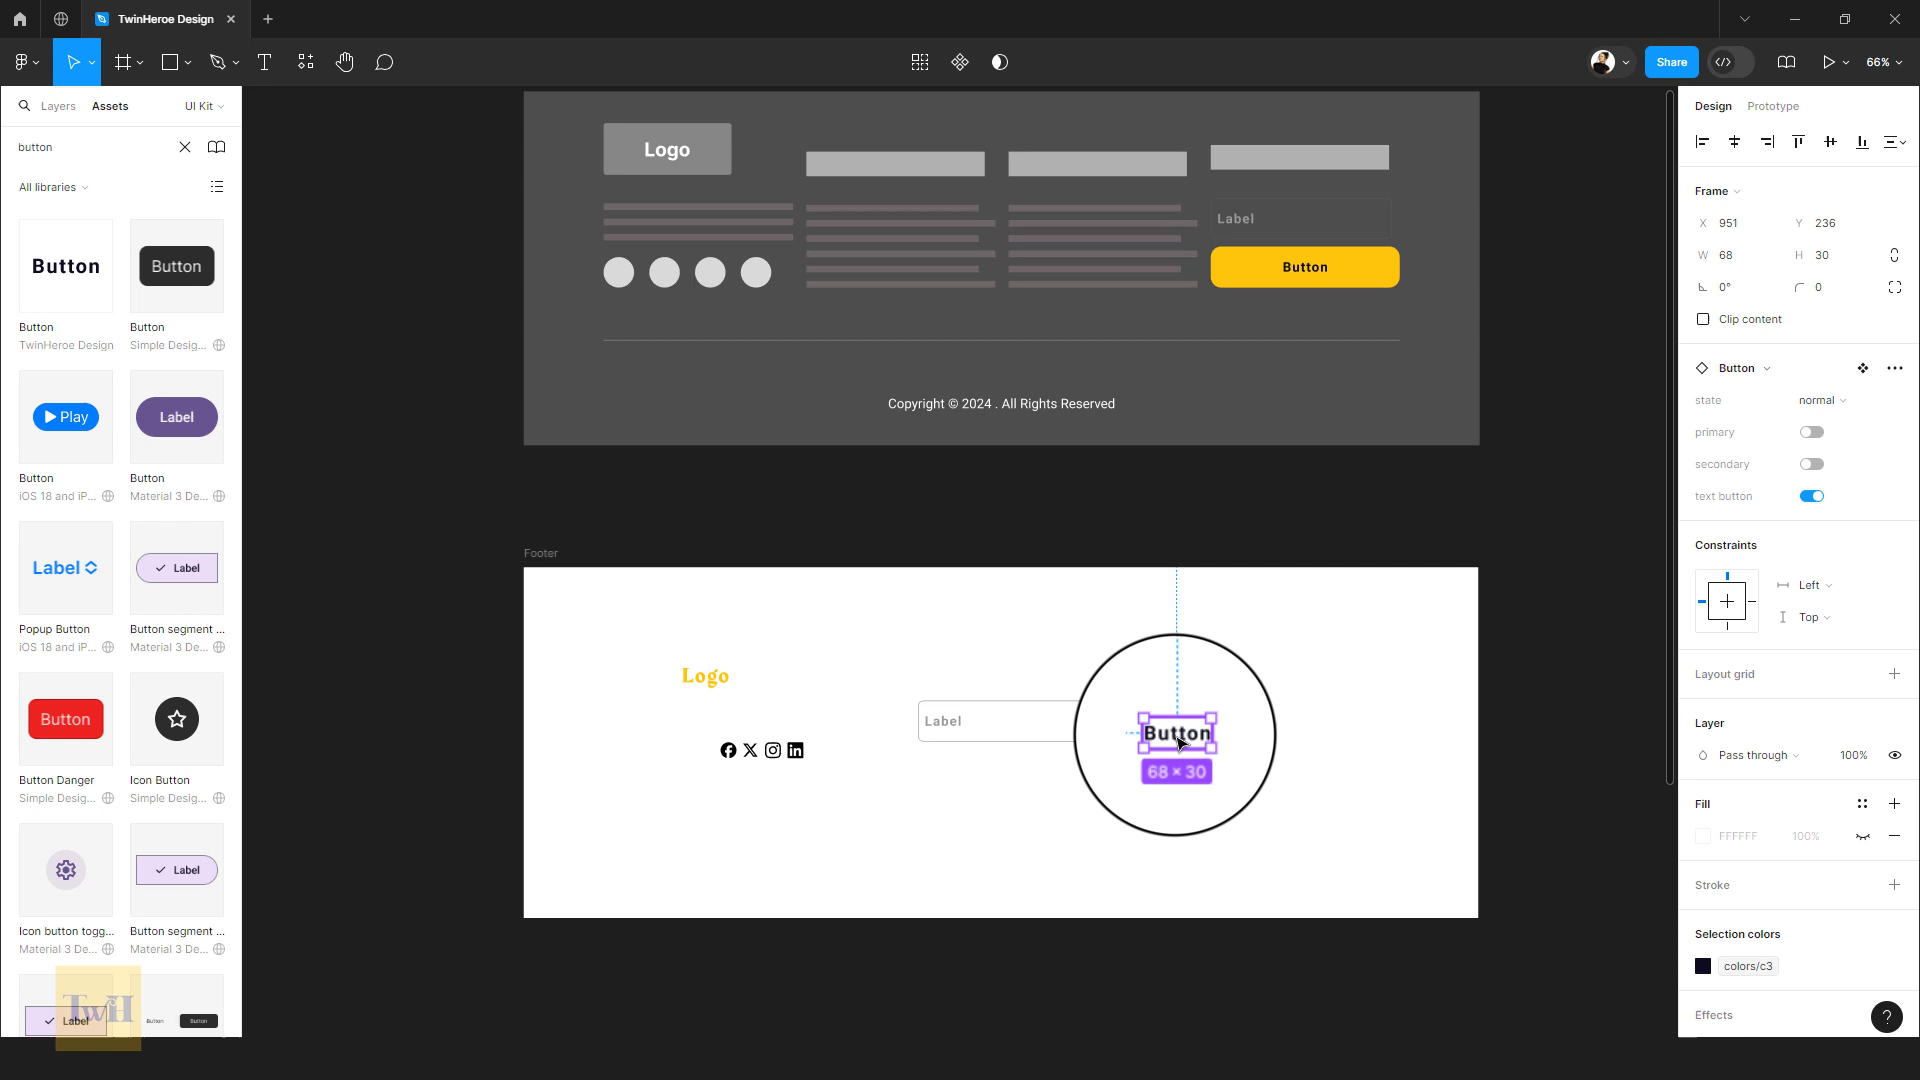 TwinHeroe Design
Share
66%
Layers
Assets
UI Kit
button
All libraries
Button
Button
Button
TwinHeroe Design
Button
Simple Desig...
Play
Label
Button
iOS 18 and iP...
Button
Material 3 De...
Label
Label
Popup Button
iOS 18 and iP...
Button segment ...
Material 3 De...
Button
Button Danger
Simple Desig...
Icon Button
Simple Desig...
Label
Icon button togg...
Material 3 De...
Button segment ...
Material 3 De...
Label
Button
Button
TwH
Logo
Label
Button
Copyright © 2024 . All Rights Reserved
Footer
Logo
Label
Button
68 × 30
Design
Prototype
Frame
X 951
Y 236
W 68
H 30
0°
0
Clip content
Button
state
normal
primary
secondary
text button
Constraints
Left
Top
Layout grid
Layer
Pass through
100%
Fill
FFFFFF
100%
Stroke
Selection colors
colors/c3
Effects
?